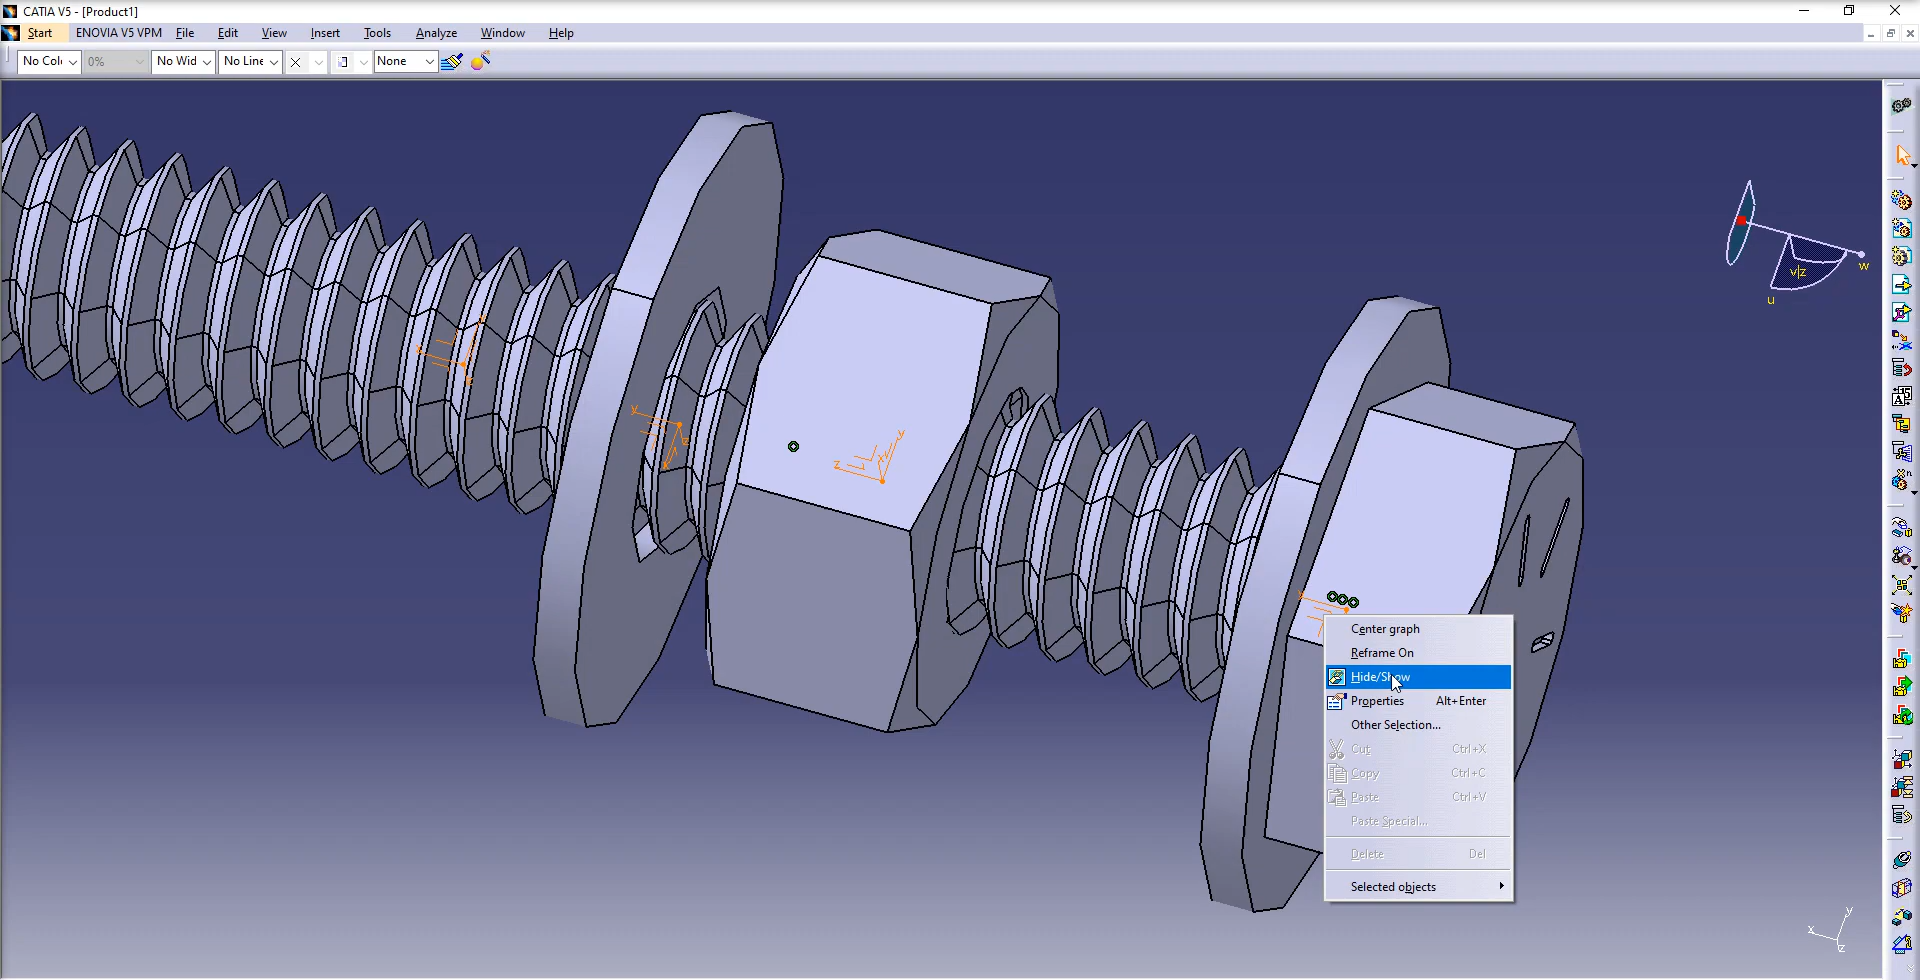 CATIA V5 - [Product1]
Start ENOVIA V5 VPM File Edit View Insert Tools Analyze Window Help
No Col 0% No Wid No Line None
w
v|z
u
y
z
y
z
y
z
x
Center graph
Reframe On
Hide/Show
Properties Alt+Enter
Other Selection...
Cut Ctrl+X
Copy Ctrl+C
Paste Ctrl+V
Paste Special...
Delete Del
Selected objects
y
x
z